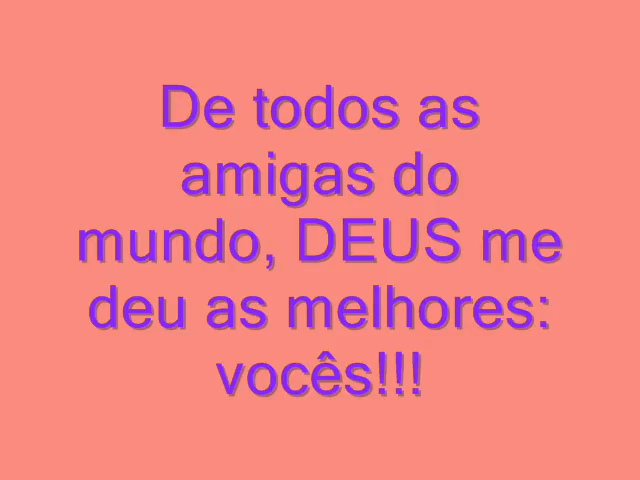 De todos as
amigas do
mundo, DEUS me
deu as melhores:
vocês!!!